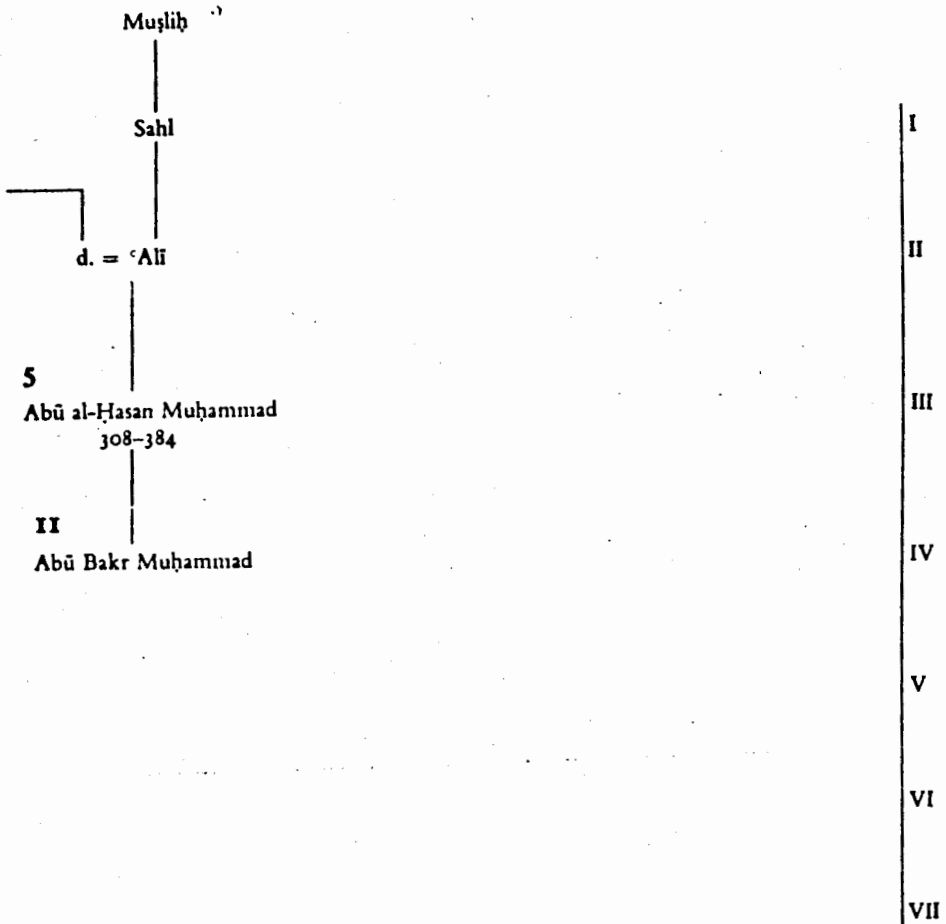 Muṣliḥ
Sahl
I
d. = ʿAlī
II
5
Abū al-Ḥasan Muḥammad
III
308–384
11
Abū Bakr Muḥammad
IV
V
VI
VII